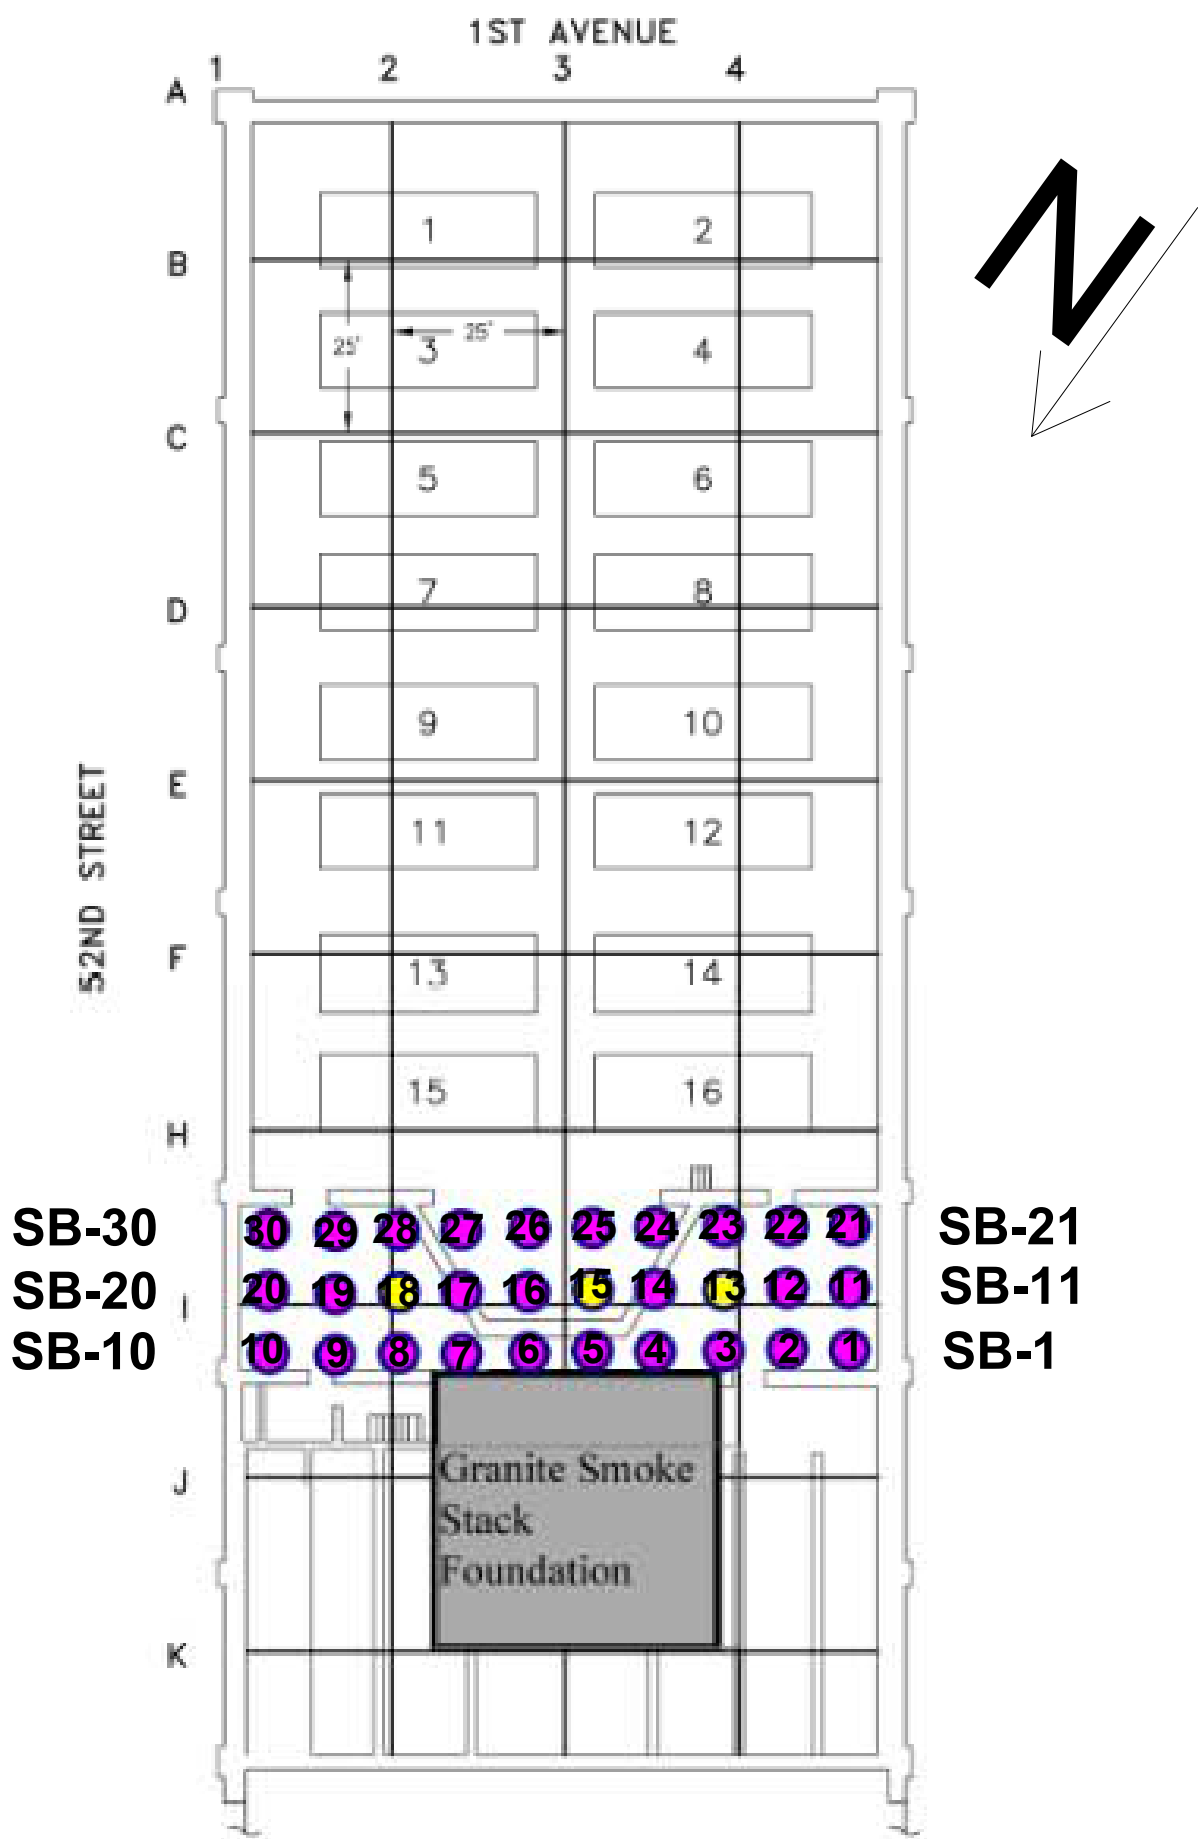 1ST AVENUE
1 2 3 4
A
N
1 2
B
25'
25'
3 4
C
5 6
7 8
D
9 10
52ND STREET
E
11 12
F
13 14
15 16
H
SB-30 30 29 28 27 26 25 24 23 22 21 SB-21
SB-20 20 19 18 17 16 15 14 13 12 11 SB-11
I
SB-10 10 9 8 7 6 5 4 3 2 1 SB-1
Granite Smoke
J
Stack
Foundation
K